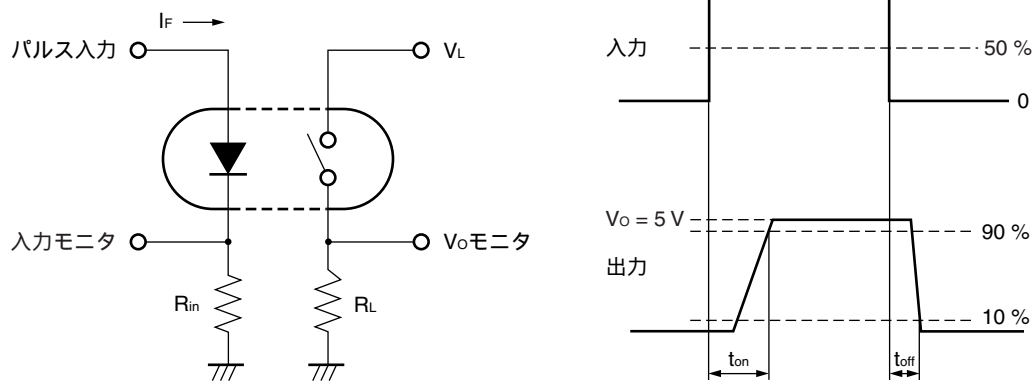 IF
パルス入力
VL
入力モニタ
VOモニタ
Rin
RL
入力
50 %
0
VO = 5 V
90 %
出力
10 %
ton
toff